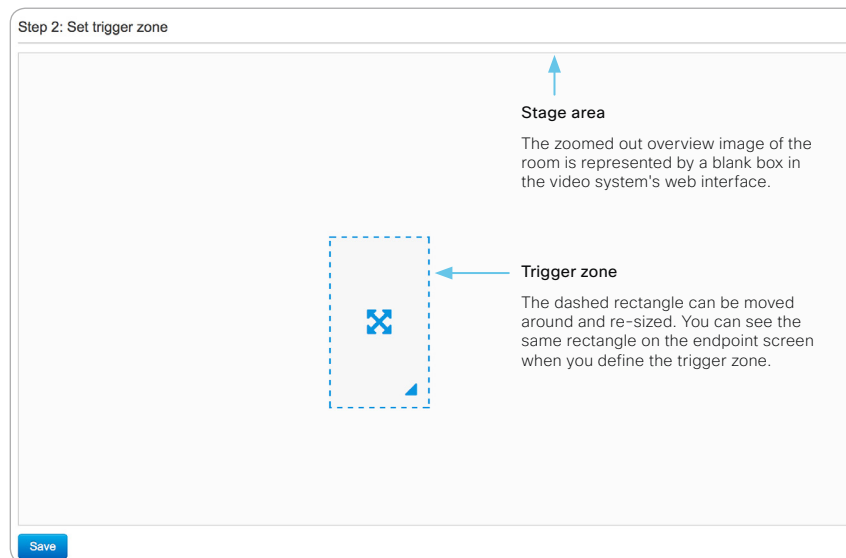 Step 2: Set trigger zone
Stage area
The zoomed out overview image of the
room is represented by a blank box in
the video system's web interface.
Trigger zone
The dashed rectangle can be moved
around and re-sized. You can see the
same rectangle on the endpoint screen
when you define the trigger zone.
Save